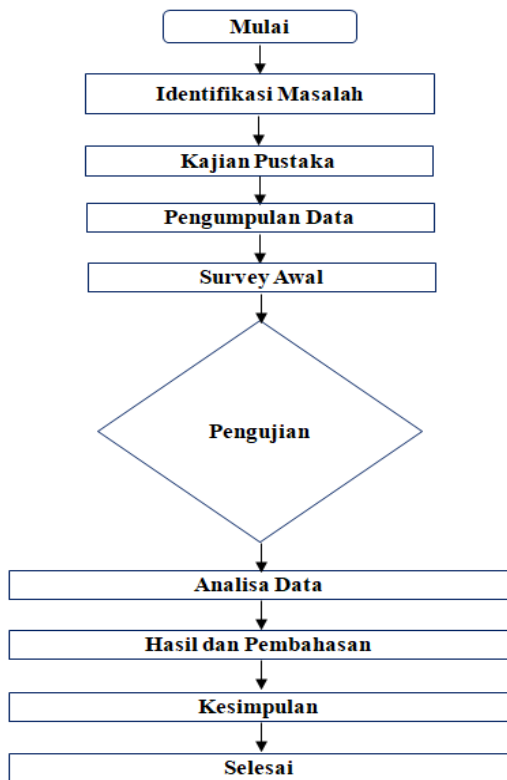 Mulai
Identifikasi Masalah
Kajian Pustaka
Pengumpulan Data
Survey Awal
Pengujian
Analisa Data
Hasil dan Pembahasan
Kesimpulan
Selesai